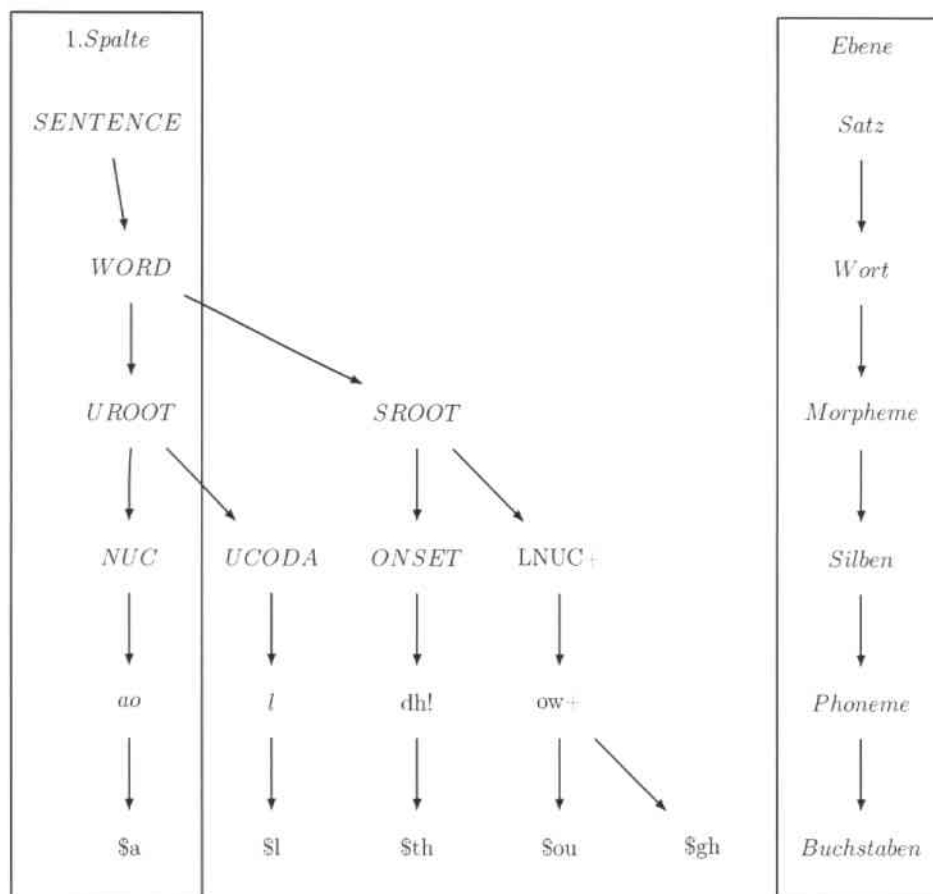 1.Spalte Ebene
SENTENCE Satz
WORD Wort
UROOT SROOT Morpheme
NUC UCODA ONSET LNUC+ Silben
ao l dh! ow+ Phoneme
$a $l $th $ou $gh Buchstaben